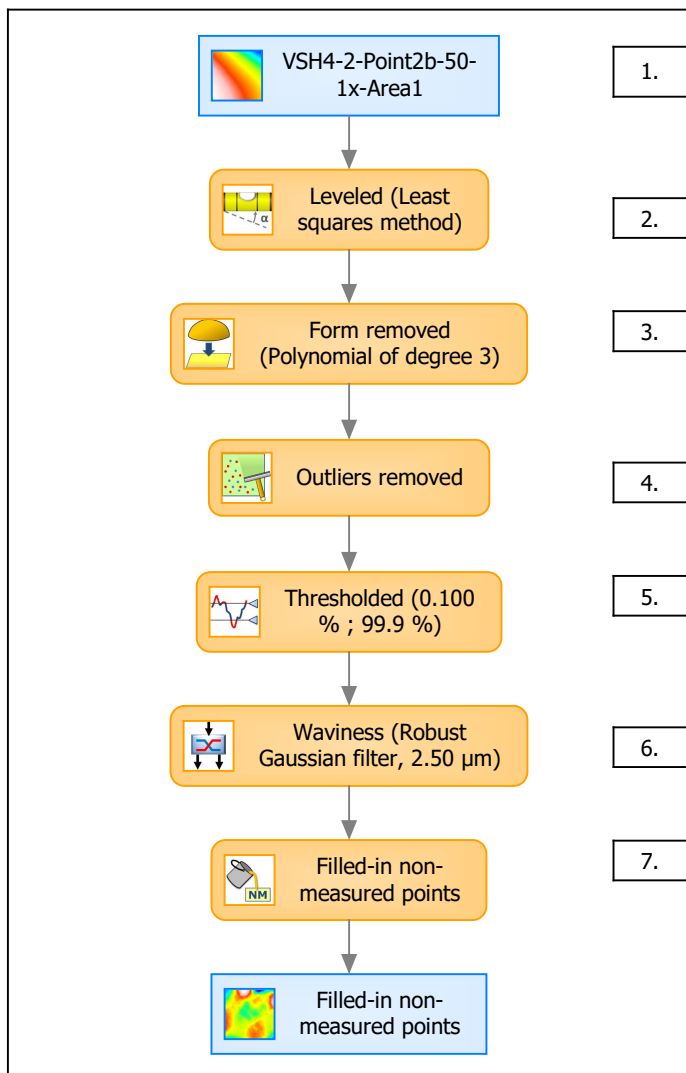 VSH4-2-Point2b-50-
1x-Area1
1.
α
Leveled (Least
squares method)
2.
Form removed
(Polynomial of degree 3)
3.
Outliers removed
4.
Thresholded (0.100
% ; 99.9 %)
5.
Waviness (Robust
Gaussian filter, 2.50 µm)
6.
Filled-in non-
measured points
NM
7.
Filled-in non-
measured points